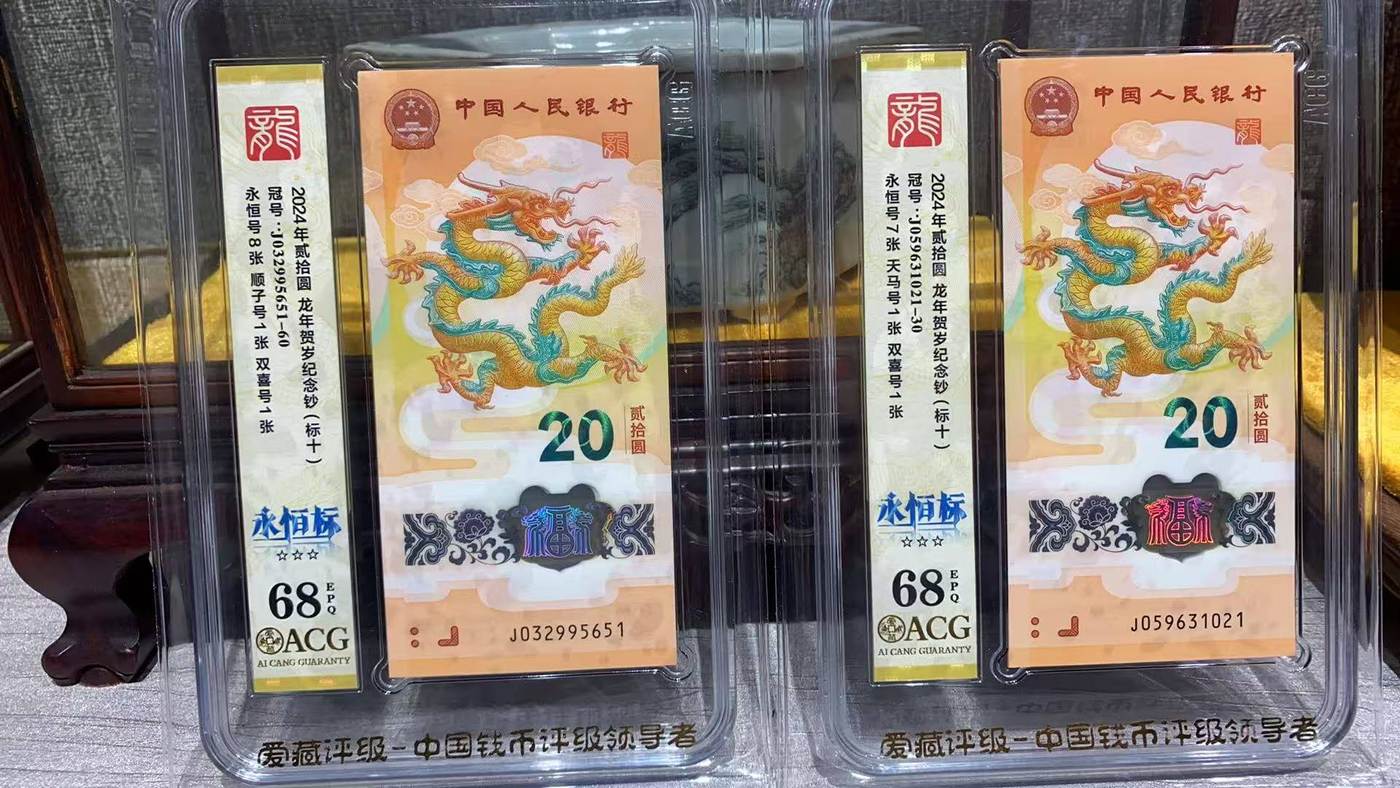 龍
2024年贰拾圆 龙年贺岁纪念钞(标十)
冠号:J032995651-60
永恒号8张 顺子号1张 双喜号1张
永恒标
☆☆☆
68 EPQ
ACG
AI CANG GUARANTY
中国人民银行
龍
20 贰拾圆
福
J032995651
爱藏评级-中国钱币评级领导者
龍
2024年贰拾圆 龙年贺岁纪念钞(标十)
冠号:J059631021-30
永恒号7张 天马号1张 双喜号1张
永恒标
☆☆☆
68 EPQ
ACG
AI CANG GUARANTY
中国人民银行
龍
20 贰拾圆
福
J059631021
爱藏评级-中国钱币评级领导者